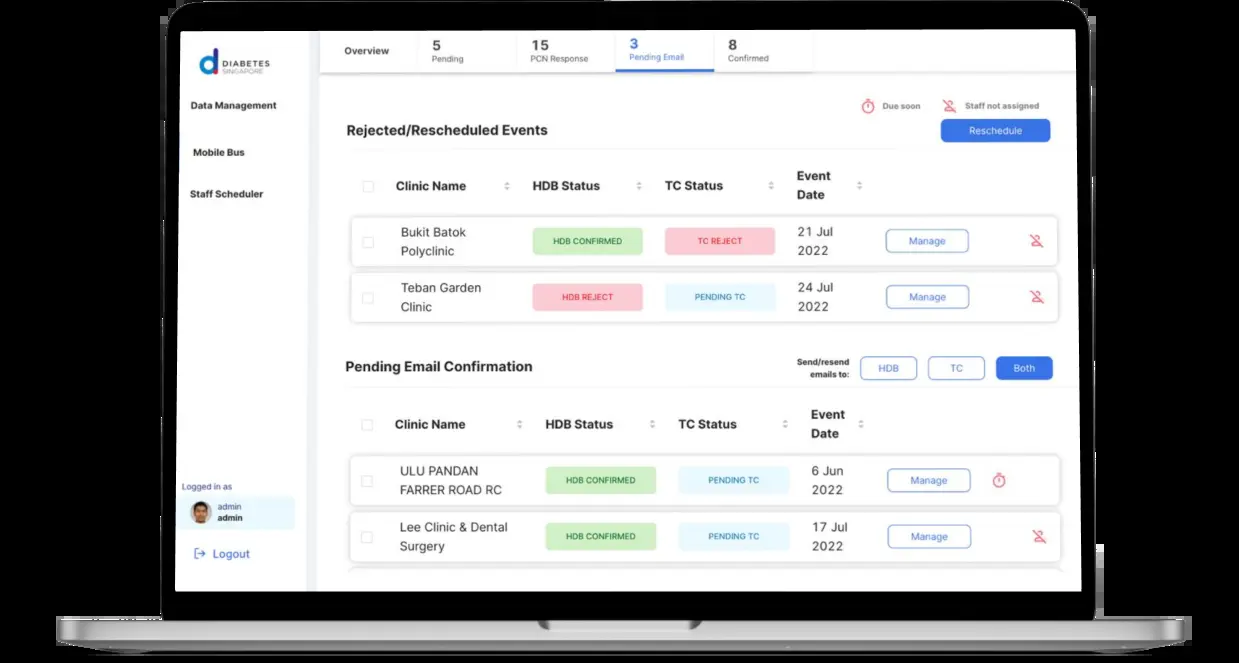 DIABETES
SINGAPORE
Data Management
Mobile Bus
Staff Scheduler
Logged in as
admin
admin
Logout
Overview
5
Pending
15
PCN Response
3
Pending Email
8
Confirmed
Due soon
Staff not assigned
Rejected/Rescheduled Events
Reschedule
Clinic Name
HDB Status
TC Status
Event
Date
Bukit Batok
Polyclinic
HDB CONFIRMED
TC REJECT
21 Jul
2022
Manage
Teban Garden
Clinic
HDB REJECT
PENDING TC
24 Jul
2022
Manage
Pending Email Confirmation
Send/resend
emails to:
HDB
TC
Both
Clinic Name
HDB Status
TC Status
Event
Date
ULU PANDAN
FARRER ROAD RC
HDB CONFIRMED
PENDING TC
6 Jun
2022
Manage
Lee Clinic & Dental
Surgery
HDB CONFIRMED
PENDING TC
17 Jul
2022
Manage